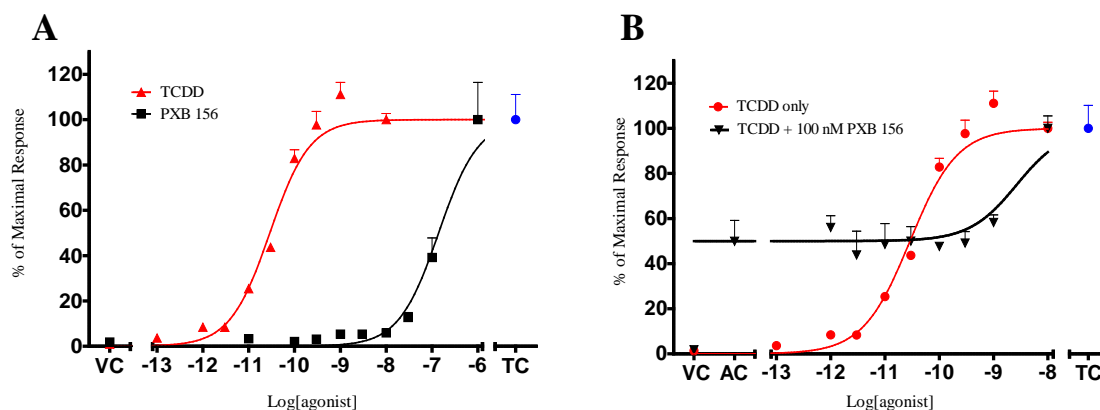 A
B
120
100
80
60
40
20
0
% of Maximal Response
TCDD
PXB 156
VC
-13 -12 -11 -10 -9 -8 -7 -6
TC
Log[agonist]
120
100
80
60
40
20
0
% of Maximal Response
TCDD only
TCDD + 100 nM PXB 156
VC AC
-13 -12 -11 -10 -9 -8
TC
Log[agonist]